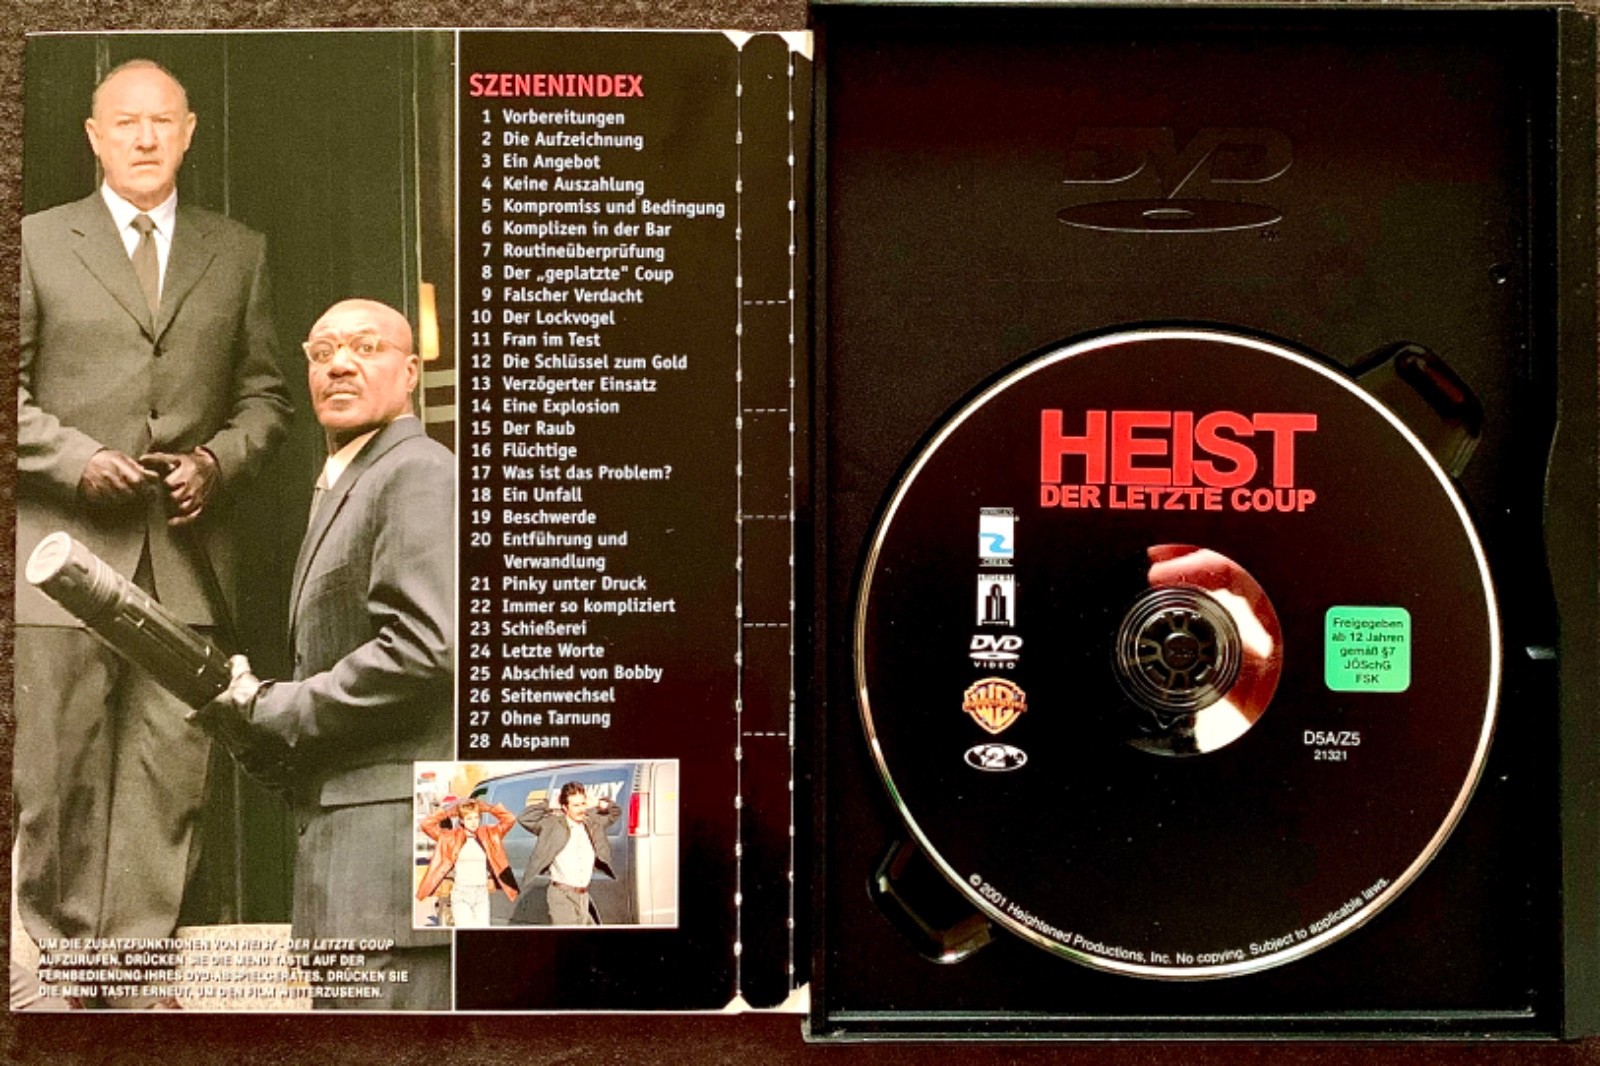 SZENENINDEX
1 Vorbereitungen
2 Die Aufzeichnung
3 Ein Angebot
4 Keine Auszahlung
5 Kompromiss und Bedingung
6 Komplizen in der Bar
7 Routineüberprüfung
8 Der „geplatzte" Coup
9 Falscher Verdacht
10 Der Lockvogel
11 Fran im Test
12 Die Schlüssel zum Gold
13 Verzögerter Einsatz
14 Eine Explosion
15 Der Raub
16 Flüchtige
17 Was ist das Problem?
18 Ein Unfall
19 Beschwerde
20 Entführung und
Verwandlung
21 Pinky unter Druck
22 Immer so kompliziert
23 Schießerei
24 Letzte Worte
25 Abschied von Bobby
26 Seitenwechsel
27 Ohne Tarnung
28 Abspann
UM DIE ZUSATZFUNKTIONEN VON HEIST - DER LETZTE COUP
AUFZURUFEN, DRÜCKEN SIE DIE MENU TASTE AUF DER
FERNBEDIENUNG IHRES DVD-ABSPIELGERÄTES. DRÜCKEN SIE
DIE MENU TASTE ERNEUT, UM DEN FILM WEITERZUSEHEN.
DVD
HEIST
DER LETZTE COUP
DVD
VIDEO
WB
2
Freigegeben
ab 12 Jahren
gemäß §7
JÖSchG
FSK
D5A/Z5
21321
© 2001 Heightened Productions, Inc. No copying. Subject to applicable laws.